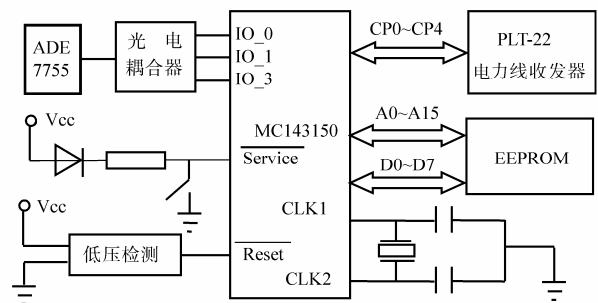 ADE
7755
光 电
耦合器
IO_0
IO_1
IO_3
CP0~CP4
PLT-22
电力线收发器
Vcc
MC143150
Service
A0~A15
D0~D7
EEPROM
Vcc
CLK1
低压检测
Reset
CLK2